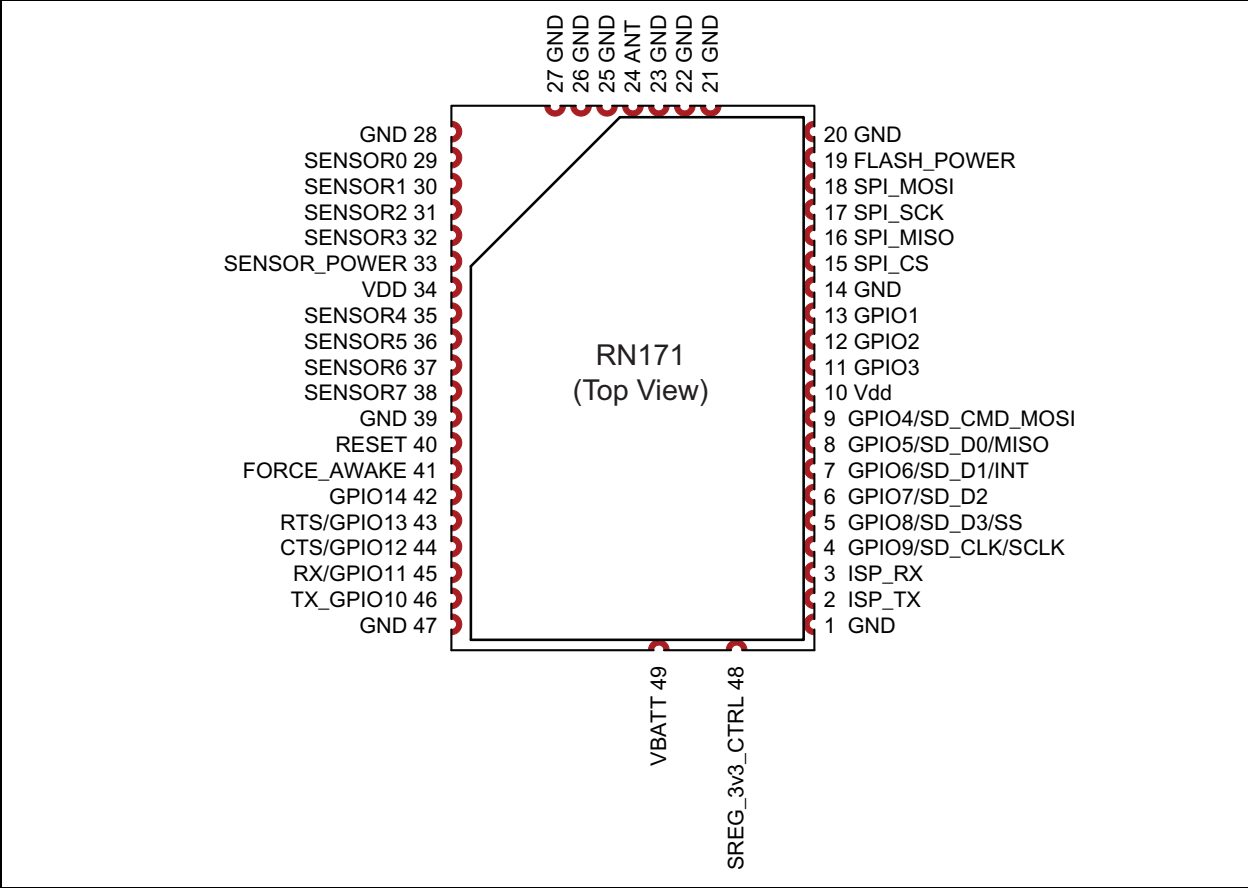 27 GND
26 GND
25 GND
24 ANT
23 GND
22 GND
21 GND
GND 28
SENSOR0 29
SENSOR1 30
SENSOR2 31
SENSOR3 32
SENSOR_POWER 33
VDD 34
SENSOR4 35
SENSOR5 36
SENSOR6 37
SENSOR7 38
GND 39
RESET 40
FORCE_AWAKE 41
GPIO14 42
RTS/GPIO13 43
CTS/GPIO12 44
RX/GPIO11 45
TX_GPIO10 46
GND 47
RN171
(Top View)
20 GND
19 FLASH_POWER
18 SPI_MOSI
17 SPI_SCK
16 SPI_MISO
15 SPI_CS
14 GND
13 GPIO1
12 GPIO2
11 GPIO3
10 Vdd
9 GPIO4/SD_CMD_MOSI
8 GPIO5/SD_D0/MISO
7 GPIO6/SD_D1/INT
6 GPIO7/SD_D2
5 GPIO8/SD_D3/SS
4 GPIO9/SD_CLK/SCLK
3 ISP_RX
2 ISP_TX
1 GND
VBATT 49
SREG_3v3_CTRL 48